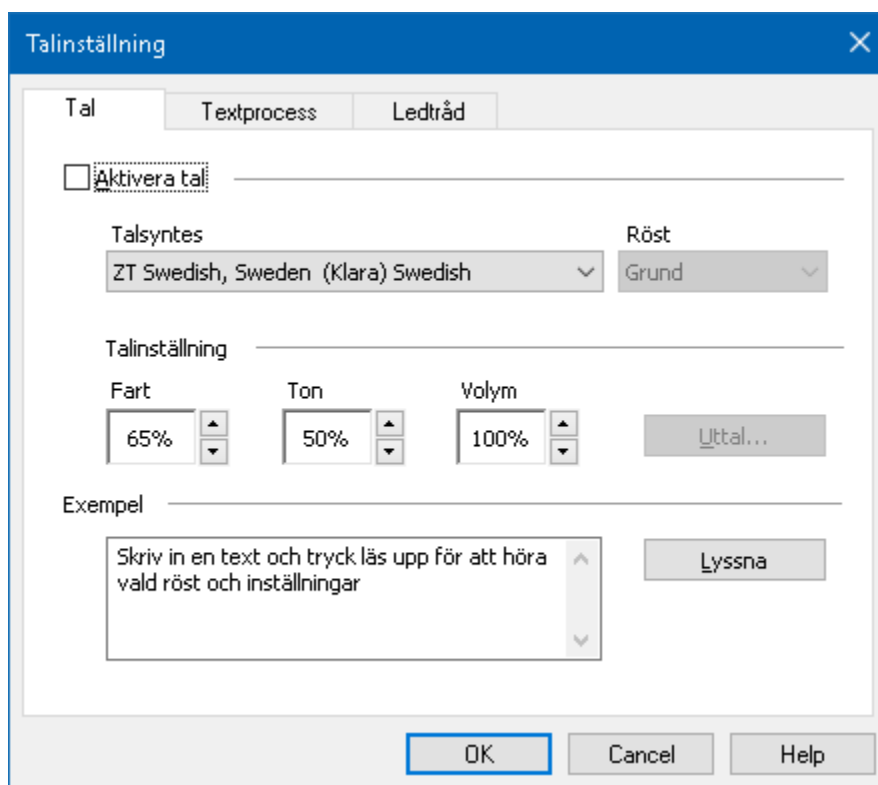 Talinställning
Tal Textprocess Ledtråd
Aktivera tal
Talsyntes Röst
ZT Swedish, Sweden (Klara) Swedish Grund
Talinställning
Fart Ton Volym
65% 50% 100% Uttal...
Exempel
Skriv in en text och tryck läs upp för att höra
vald röst och inställningar
Lyssna
OK Cancel Help